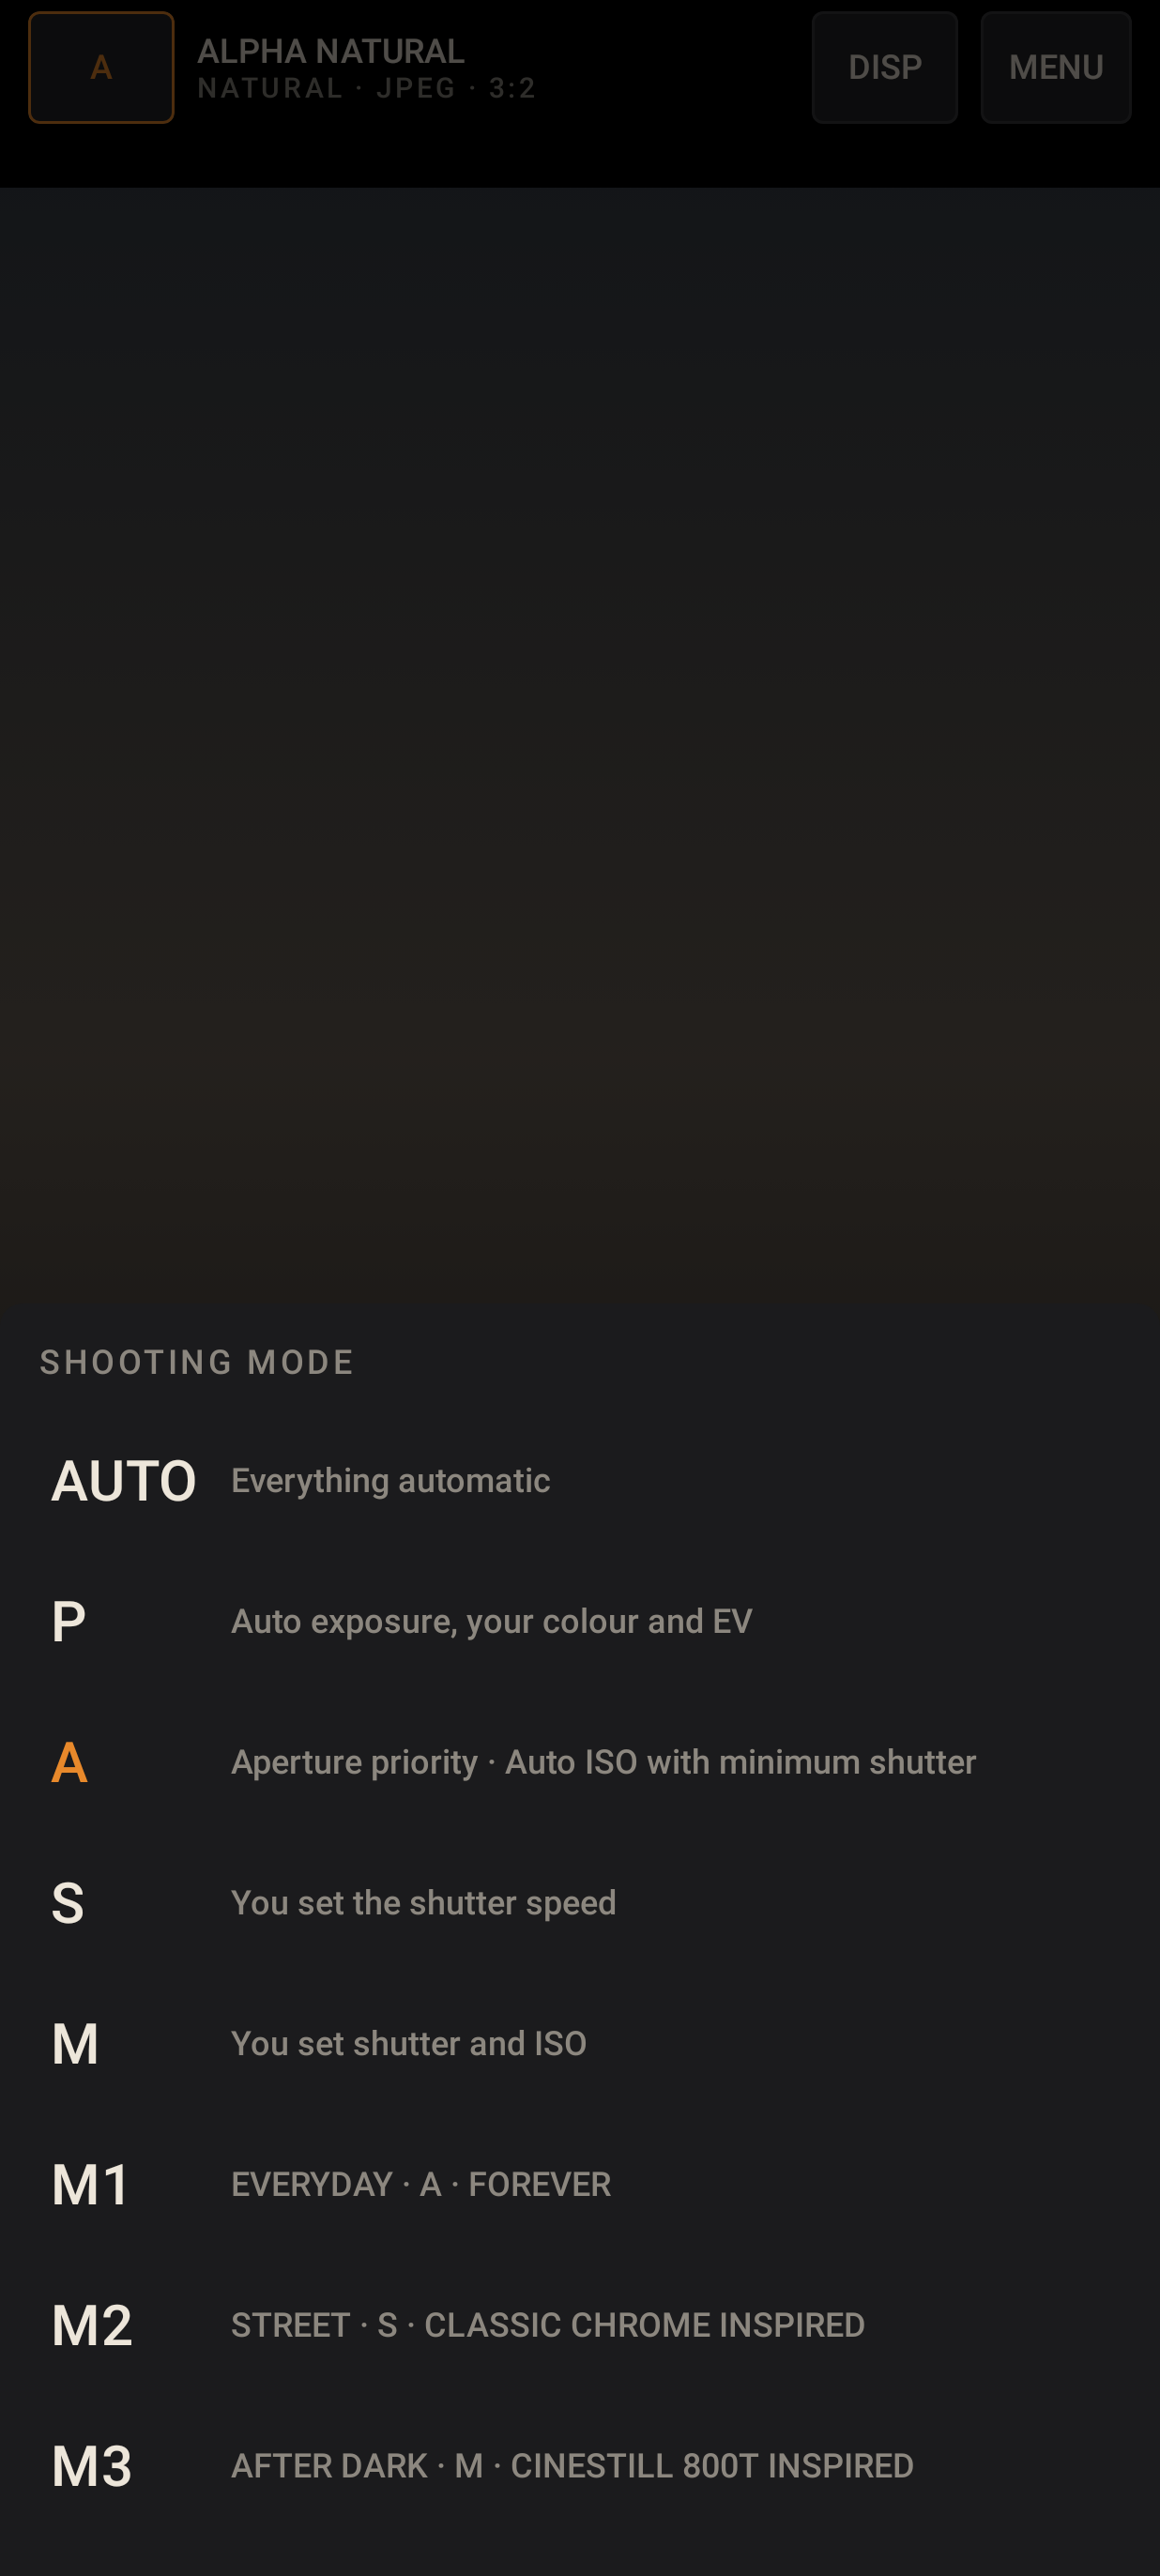 A
ALPHA NATURAL
NATURAL · JPEG · 3:2
DISP
MENU
SHOOTING MODE
AUTO Everything automatic
P Auto exposure, your colour and EV
A Aperture priority · Auto ISO with minimum shutter
S You set the shutter speed
M You set shutter and ISO
M1 EVERYDAY · A · FOREVER
M2 STREET · S · CLASSIC CHROME INSPIRED
M3 AFTER DARK · M · CINESTILL 800T INSPIRED